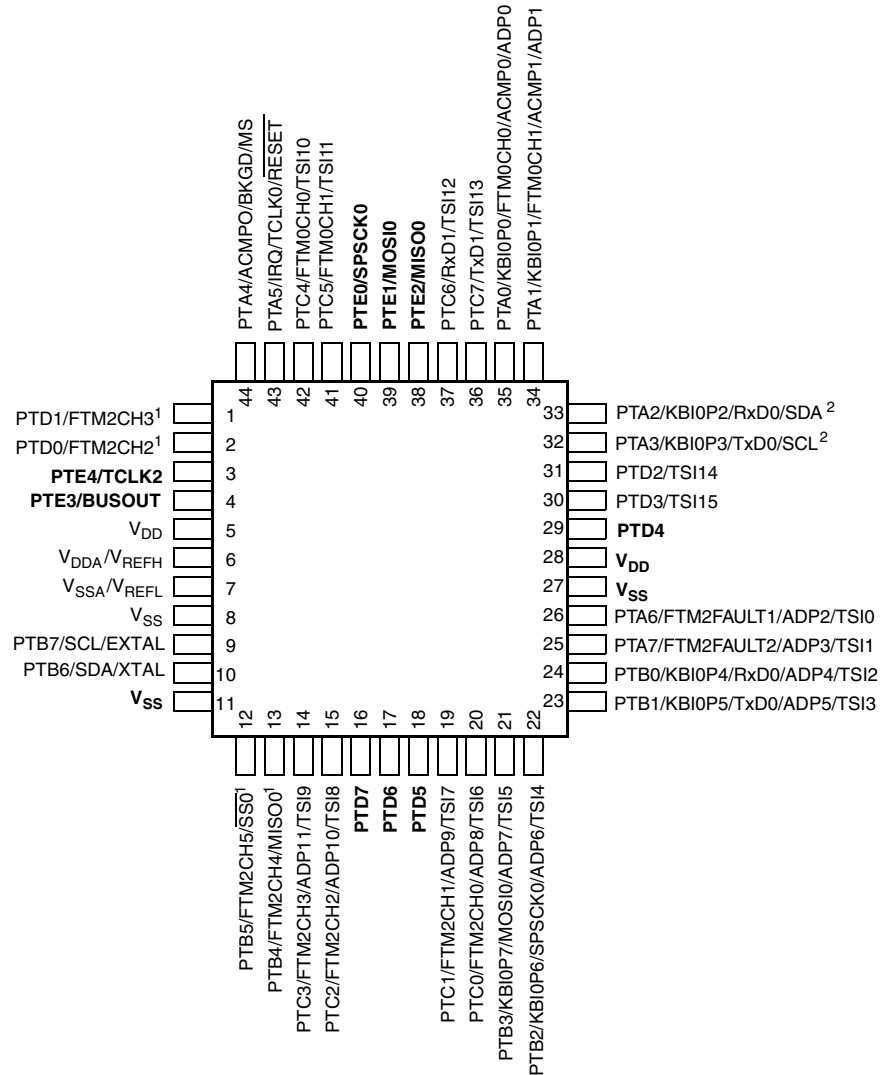 PTA4/ACMPO/BKGD/MS
PTA5/IRQ/TCLK0/RESET
PTC4/FTM0CH0/TSI10
PTC5/FTM0CH1/TSI11
PTE0/SPSCK0
PTE1/MOSI0
PTE2/MISO0
PTC6/RxD1/TSI12
PTC7/TxD1/TSI13
PTA0/KBI0P0/FTM0CH0/ACMP0/ADP0
PTA1/KBI0P1/FTM0CH1/ACMP1/ADP1
44
43
42
41
40
39
38
37
36
35
34
PTD1/FTM2CH3¹ 1
PTD0/FTM2CH2¹ 2
PTE4/TCLK2 3
PTE3/BUSOUT 4
VDD 5
VDDA/VREFH 6
VSSA/VREFL 7
VSS 8
PTB7/SCL/EXTAL 9
PTB6/SDA/XTAL 10
VSS 11
33 PTA2/KBI0P2/RxD0/SDA ²
32 PTA3/KBI0P3/TxD0/SCL²
31 PTD2/TSI14
30 PTD3/TSI15
29 PTD4
28 VDD
27 VSS
26 PTA6/FTM2FAULT1/ADP2/TSI0
25 PTA7/FTM2FAULT2/ADP3/TSI1
24 PTB0/KBI0P4/RxD0/ADP4/TSI2
23 PTB1/KBI0P5/TxD0/ADP5/TSI3
12
13
14
15
16
17
18
19
20
21
22
PTB5/FTM2CH5/SS0¹
PTB4/FTM2CH4/MISO0¹
PTC3/FTM2CH3/ADP11/TSI9
PTC2/FTM2CH2/ADP10/TSI8
PTD7
PTD6
PTD5
PTC1/FTM2CH1/ADP9/TSI7
PTC0/FTM2CH0/ADP8/TSI6
PTB3/KBI0P7/MOSI0/ADP7/TSI5
PTB2/KBI0P6/SPSCK0/ADP6/TSI4